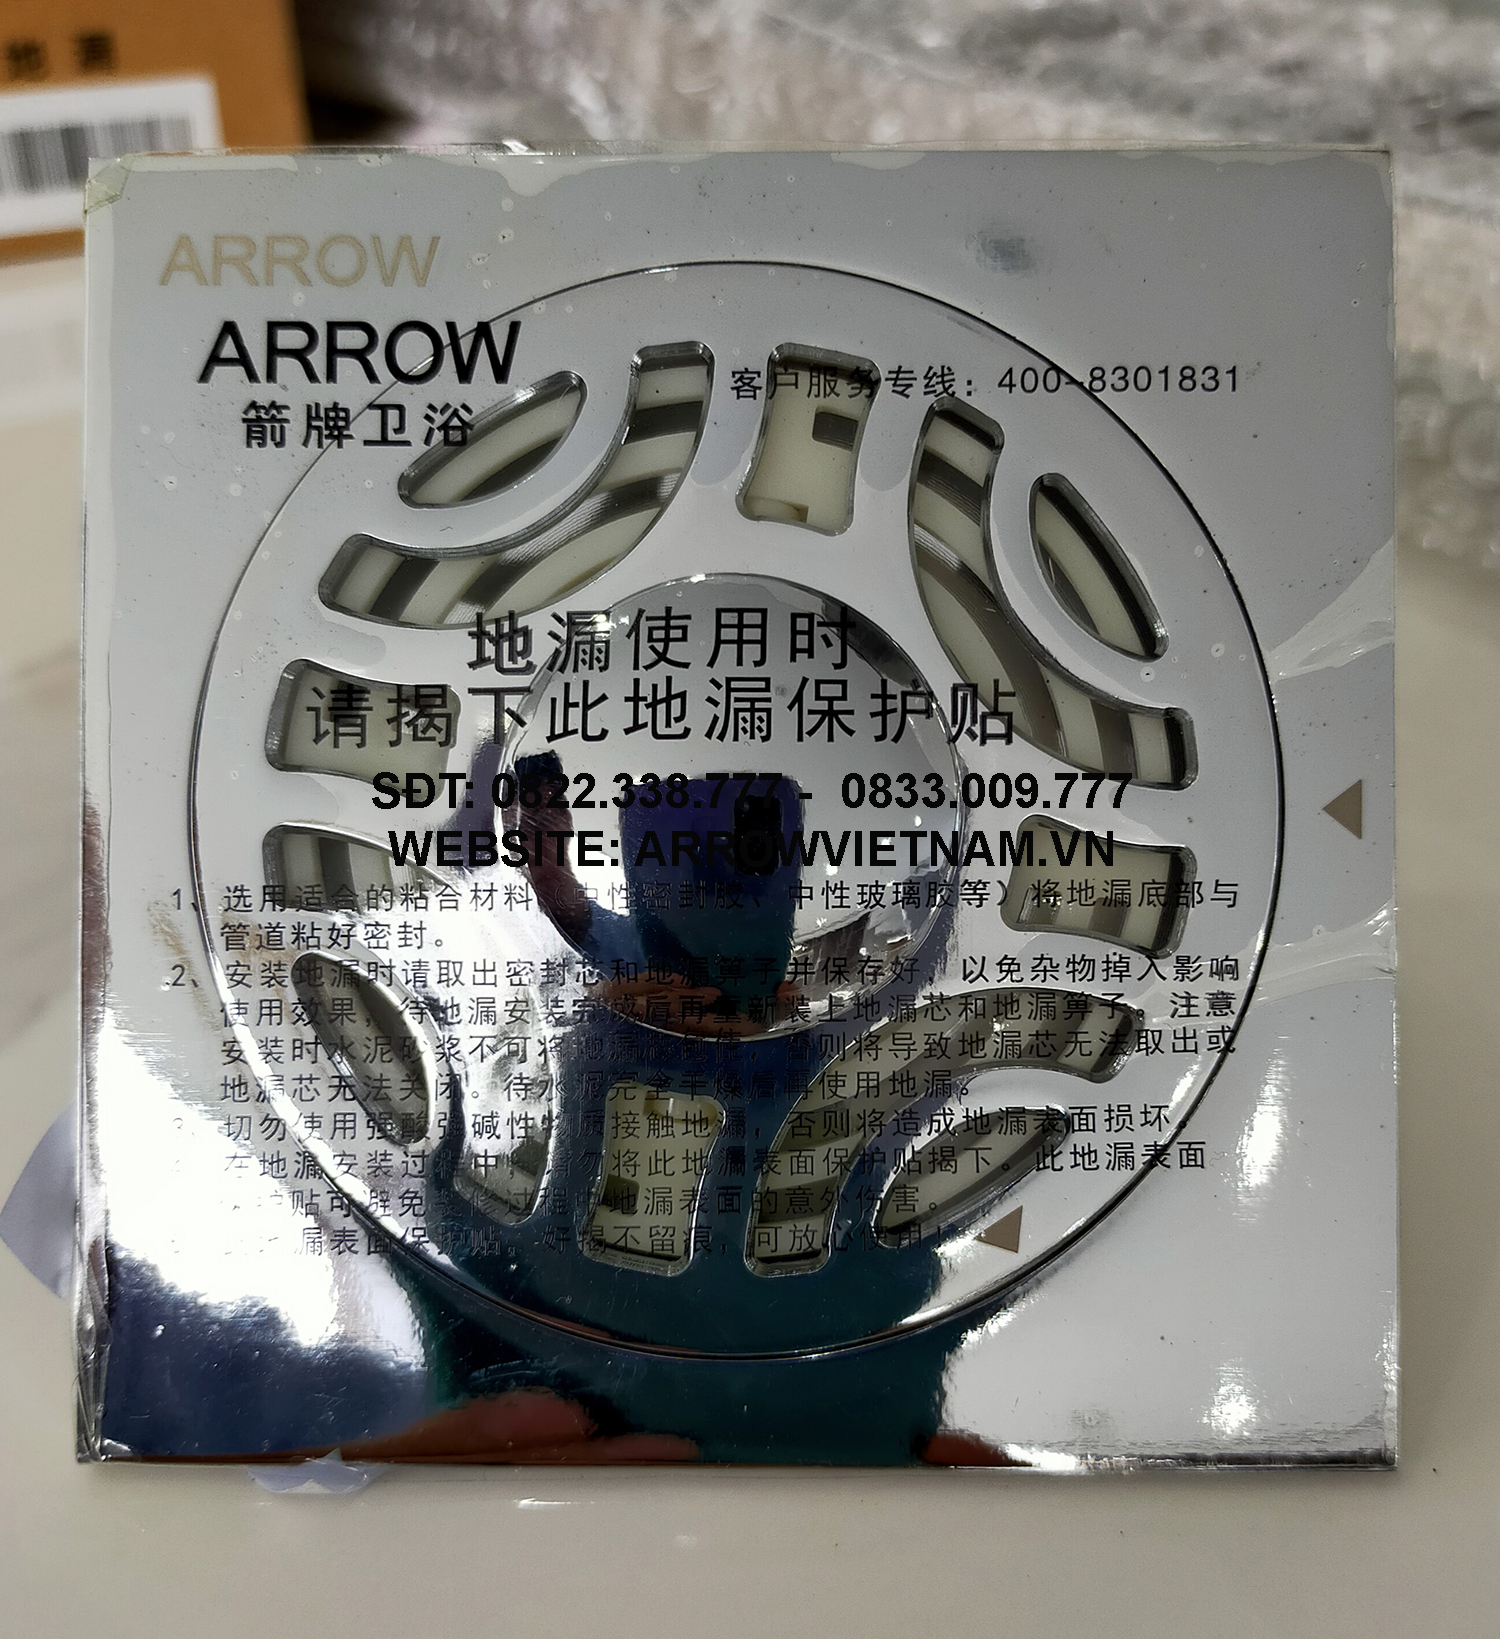 地漏
ARROW
ARROW
箭牌卫浴
客户服务专线：400-8301831
地漏使用时
请揭下此地漏保护贴
SĐT: 0822.338.777 - 0833.009.777
WEBSITE: ARROWVIETNAM.VN
1、选用适合的粘合材料（中性密封胶、中性玻璃胶等）将地漏底部与
管道粘好密封。
2、安装地漏时请取出密封芯和地漏箅子并保存好，以免杂物掉入影响
使用效果，待地漏安装完成后再重新装上地漏芯和地漏箅子。注意
安装时水泥砂浆不可将地漏，否则将导致地漏芯无法取出或
地漏芯无法关闭。待水泥完全干燥后再使用地漏。
3、切勿使用强酸强碱性物质接触地漏，否则将造成地漏表面损坏。
在地漏安装过程中，请勿将此地漏表面保护贴揭下。此地漏表面
护贴可避免装修过程中地漏表面的意外伤害。
漏表面保护贴，好揭不留痕，可放心使用！